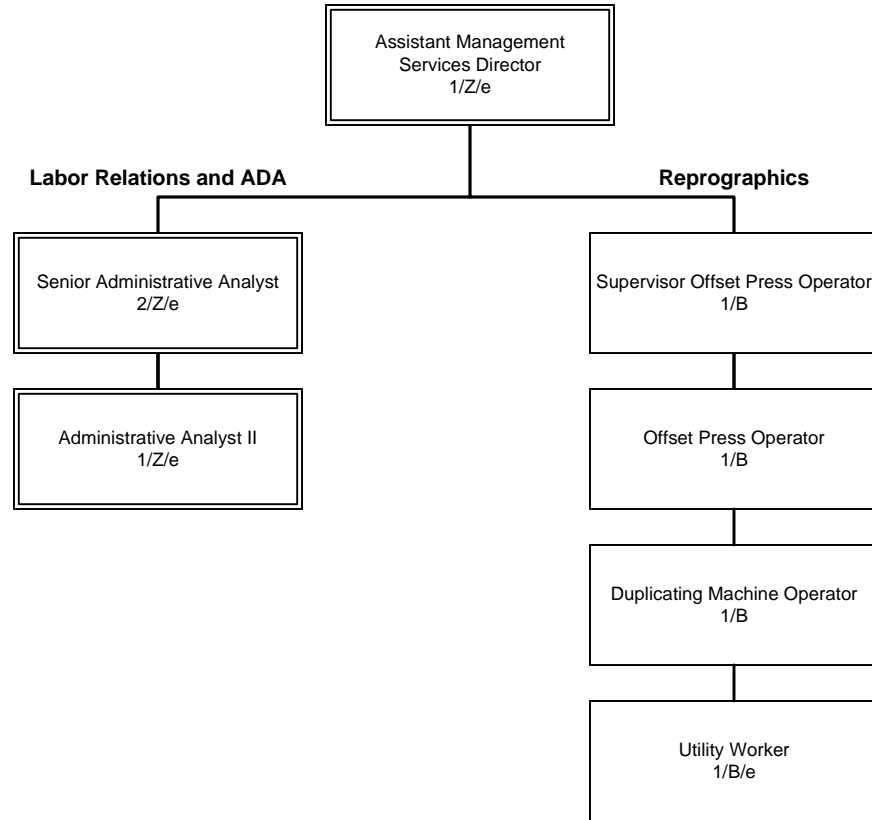 Assistant Management
Services Director
1/Z/e
Labor Relations and ADA
Reprographics
Senior Administrative Analyst
2/Z/e
Supervisor Offset Press Operator
1/B
Administrative Analyst II
1/Z/e
Offset Press Operator
1/B
Duplicating Machine Operator
1/B
Utility Worker
1/B/e